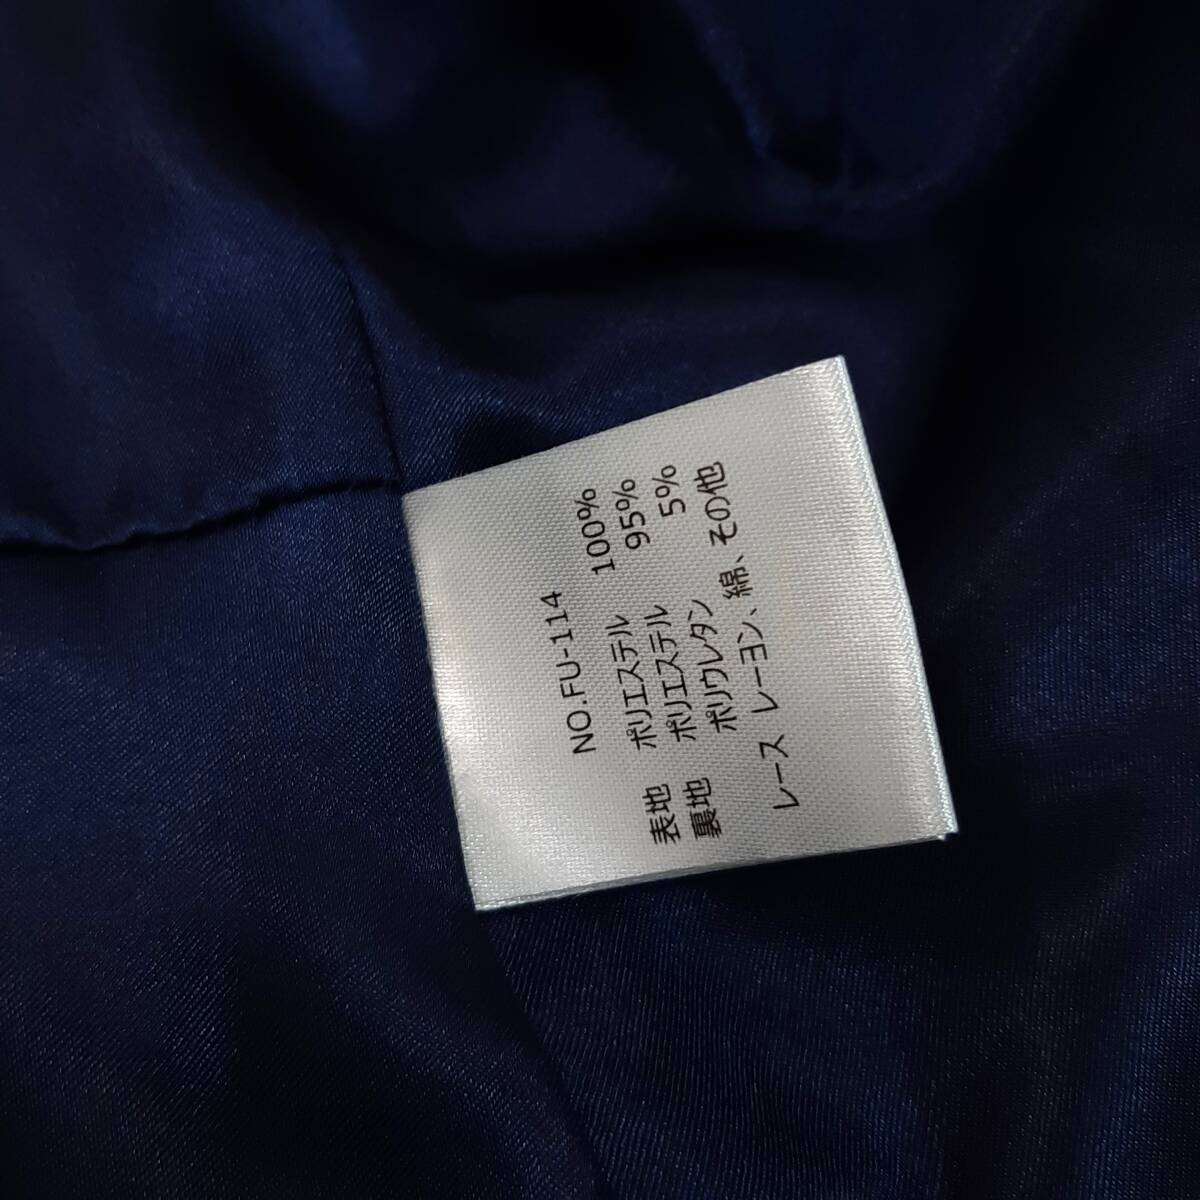 NO.FU-114
表地 ポリエステル 100%
裏地 ポリエステル 95%
ポリウレタン 5%
レース レーヨン、綿、その他